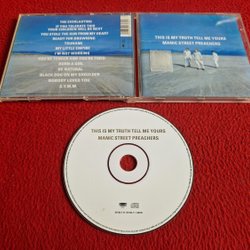 THE EVERLASTING
IF YOU TOLERATE THIS
YOUR CHILDREN WILL BE NEXT
YOU STOLE THE SUN FROM MY HEART
READY FOR DROWNING
TSUNAMI
MY LITTLE EMPIRE
I'M NOT WORKING
YOU'RE TENDER AND YOU'RE TIRED
BORN A GIRL
BE NATURAL
BLACK DOG ON MY SHOULDER
NOBODY LOVED YOU
S.Y.M.M.
THIS IS MY TRUTH TELL ME YOURS
MANIC STREET PREACHERS
THIS IS MY TRUTH TELL ME YOURS
MANIC STREET PREACHERS